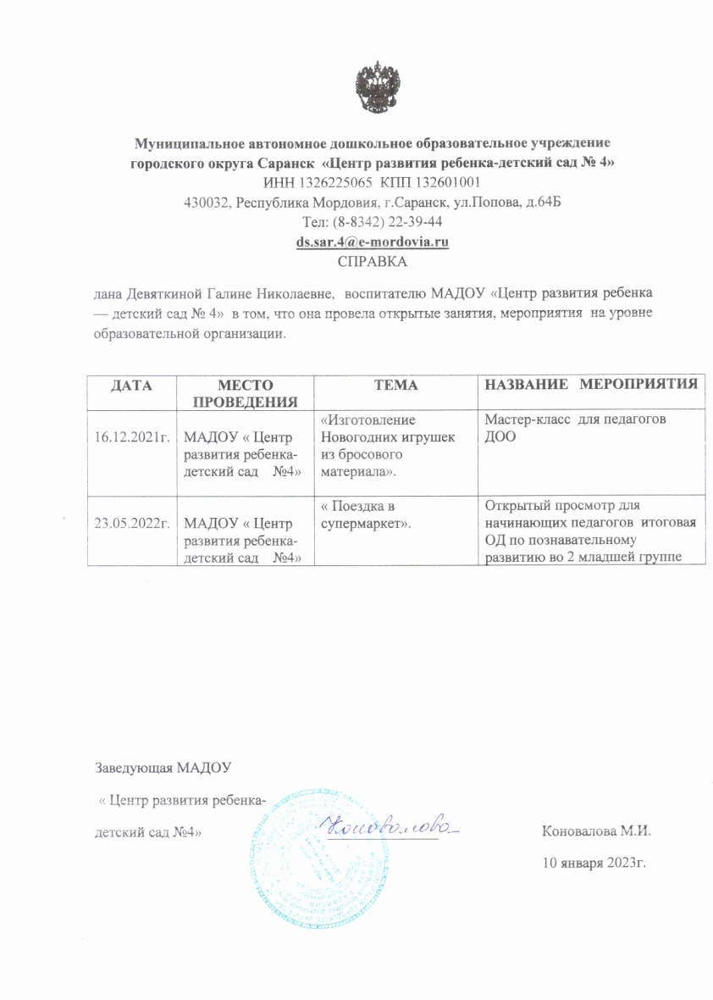 Муниципальное автономное дошкольное образовательное учреждение
городского округа Саранск «Центр развития ребенка-детский сад № 4»
ИНН 1326225065 КПП 132601001
430032, Республика Мордовия, г.Саранск, ул.Попова, д.64Б
Тел: (8-8342) 22-39-44
ds.sar.4@e-mordovia.ru
СПРАВКА
дана Девяткиной Галине Николаевне, воспитателю МАДОУ «Центр развития ребенка
— детский сад № 4» в том, что она провела открытые занятия, мероприятия на уровне
образовательной организации.
ДАТА
МЕСТО
ПРОВЕДЕНИЯ
ТЕМА
НАЗВАНИЕ МЕРОПРИЯТИЯ
16.12.2021г.
МАДОУ « Центр
развития ребенка-
детский сад №4»
«Изготовление
Новогодних игрушек
из бросового
материала».
Мастер-класс для педагогов
ДОО
23.05.2022г.
МАДОУ « Центр
развития ребенка-
детский сад №4»
« Поездка в
супермаркет».
Открытый просмотр для
начинающих педагогов итоговая
ОД по познавательному
развитию во 2 младшей группе
Заведующая МАДОУ
« Центр развития ребенка-
детский сад №4»
Коновалова
Коновалова М.И.
10 января 2023г.